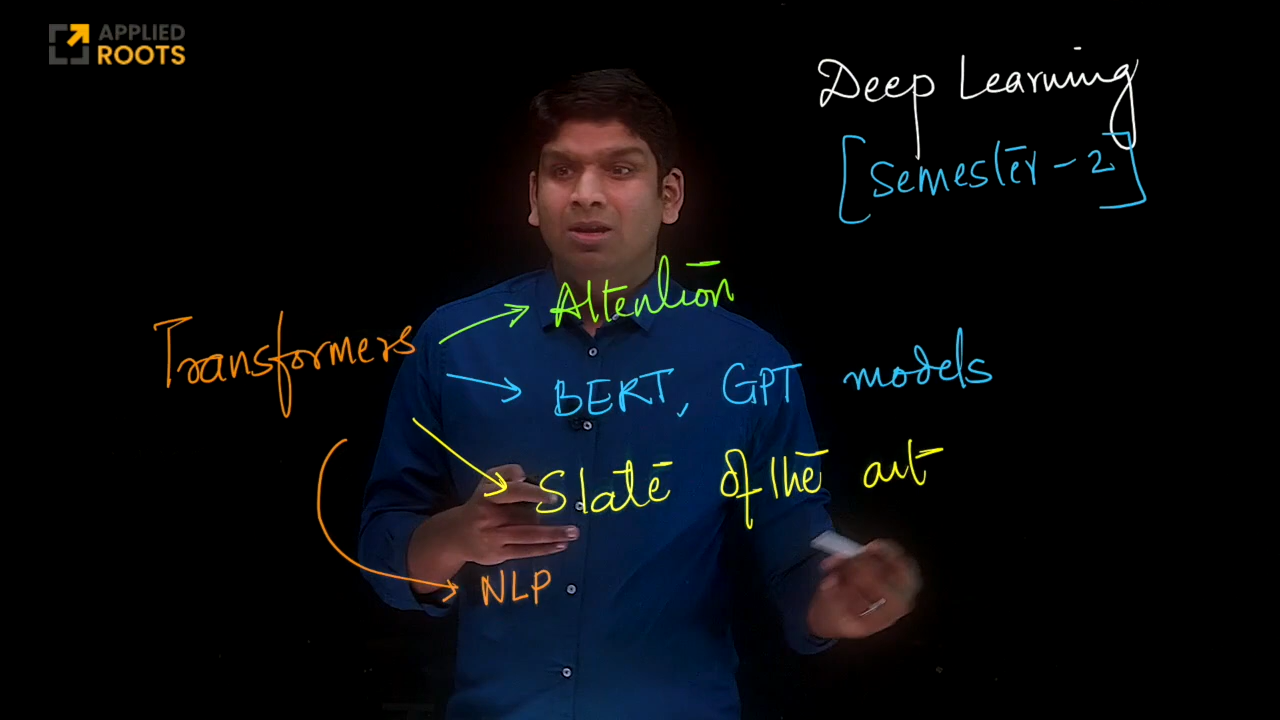 APPLIED
ROOTS
Deep Learning
[Semester-2]
Transformers
Attention
BERT, GPT models
State of the art
NLP